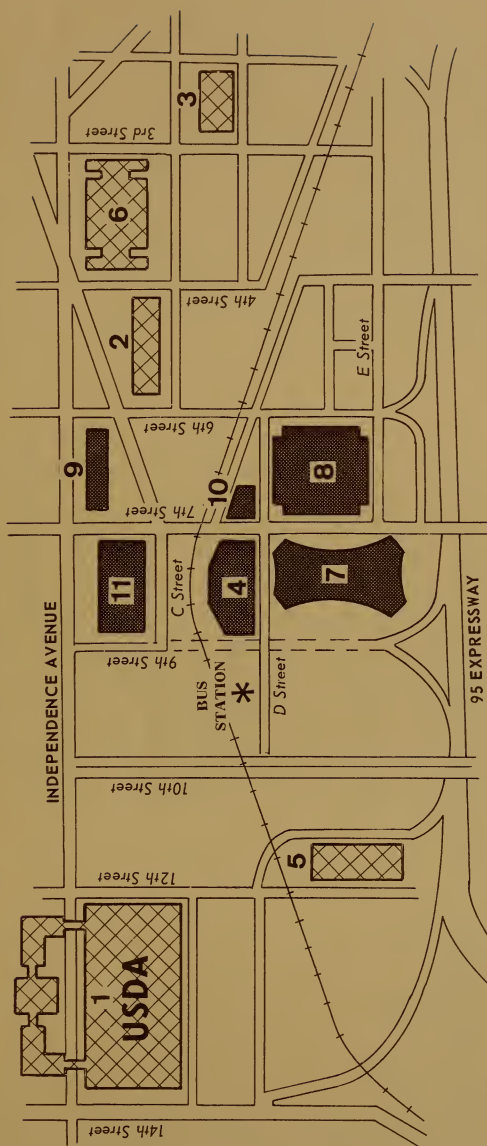 INDEPENDENCE AVENUE
3rd Street
4th Street
6th Street
7th Street
9th Street
10th Street
12th Street
14th Street
C Street
D Street
E Street
95 EXPRESSWAY
BUS
STATION
*
1
USDA
2
3
4
5
6
7
8
9
10
11